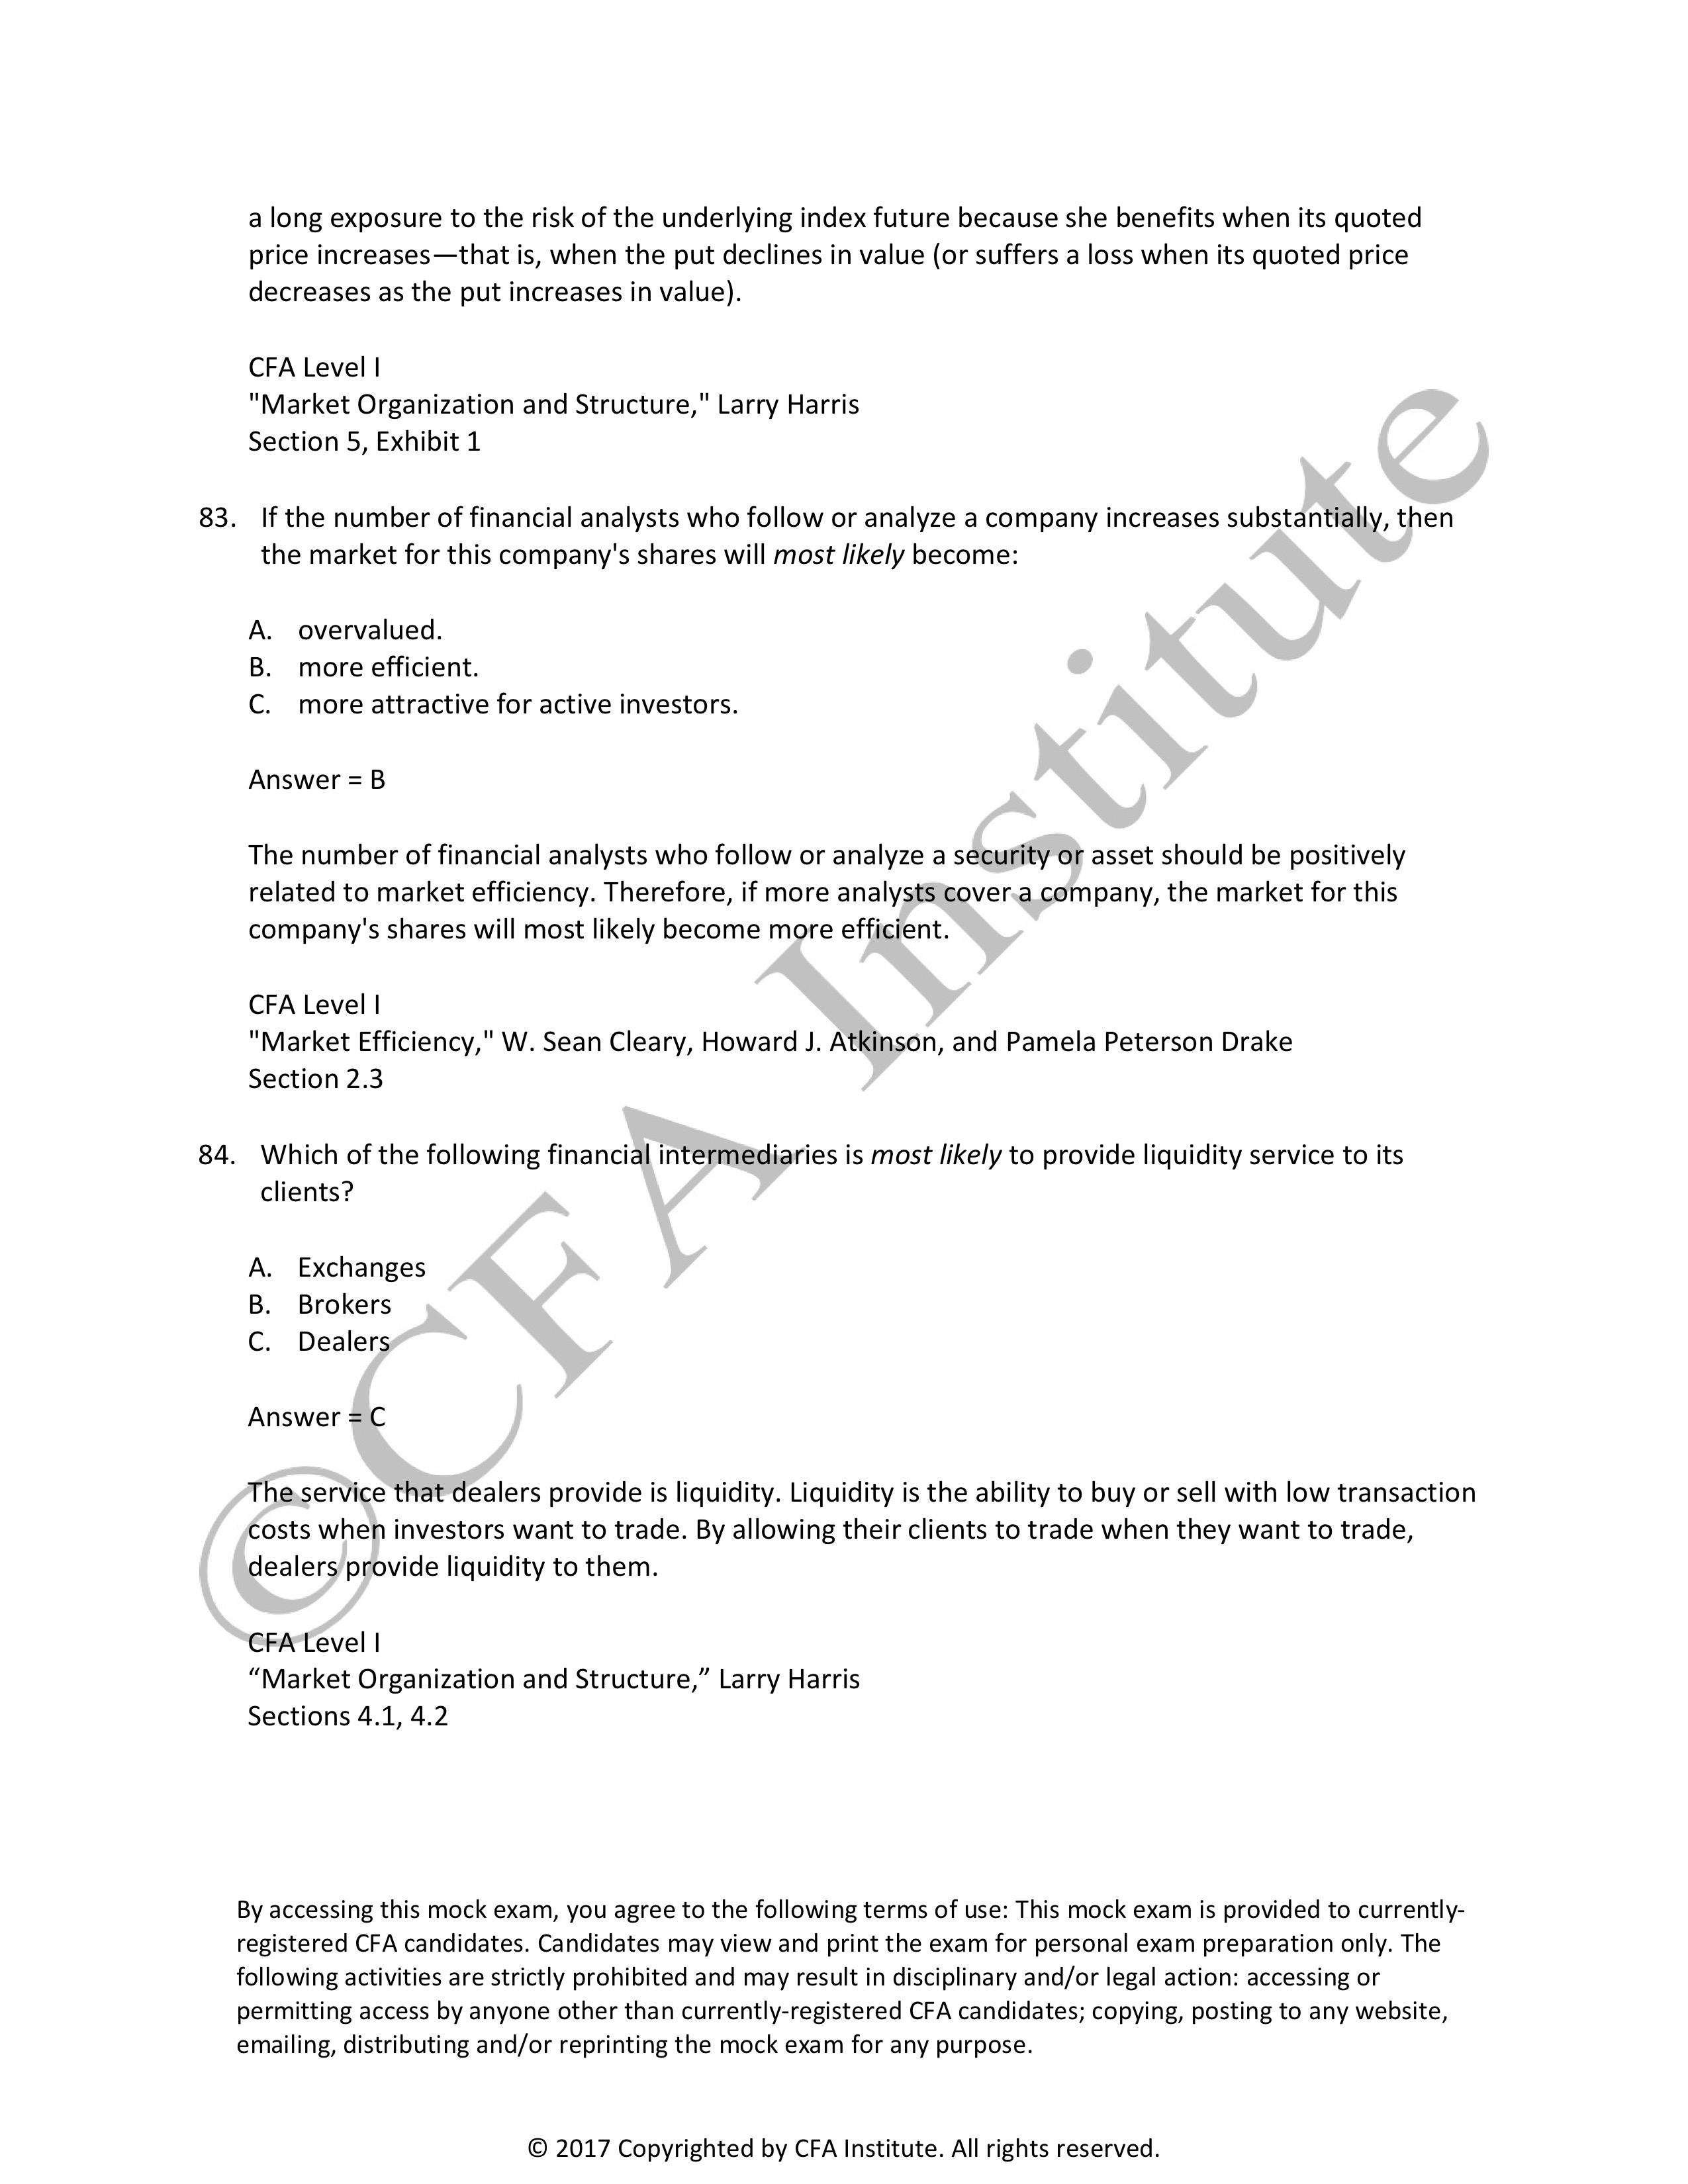 a long exposure to the risk of the underlying index future because she benefits when its quoted
price increases—that is, when the put declines in value (or suffers a loss when its quoted price
decreases as the put increases in value).
CFA Level I
"Market Organization and Structure," Larry Harris
Section 5, Exhibit 1
83. If the number of financial analysts who follow or analyze a company increases substantially, then
the market for this company's shares will most likely become:
A. overvalued.
B. more efficient.
C. more attractive for active investors.
Answer = B
The number of financial analysts who follow or analyze a security or asset should be positively
related to market efficiency. Therefore, if more analysts cover a company, the market for this
company's shares will most likely become more efficient.
CFA Level I
"Market Efficiency," W. Sean Cleary, Howard J. Atkinson, and Pamela Peterson Drake
Section 2.3
84. Which of the following financial intermediaries is most likely to provide liquidity service to its
clients?
A. Exchanges
B. Brokers
C. Dealers
Answer = C
The service that dealers provide is liquidity. Liquidity is the ability to buy or sell with low transaction
costs when investors want to trade. By allowing their clients to trade when they want to trade,
dealers provide liquidity to them.
CFA Level I
“Market Organization and Structure,” Larry Harris
Sections 4.1, 4.2
By accessing this mock exam, you agree to the following terms of use: This mock exam is provided to currently-
registered CFA candidates. Candidates may view and print the exam for personal exam preparation only. The
following activities are strictly prohibited and may result in disciplinary and/or legal action: accessing or
permitting access by anyone other than currently-registered CFA candidates; copying, posting to any website,
emailing, distributing and/or reprinting the mock exam for any purpose.
© 2017 Copyrighted by CFA Institute. All rights reserved.
©CFA Institute